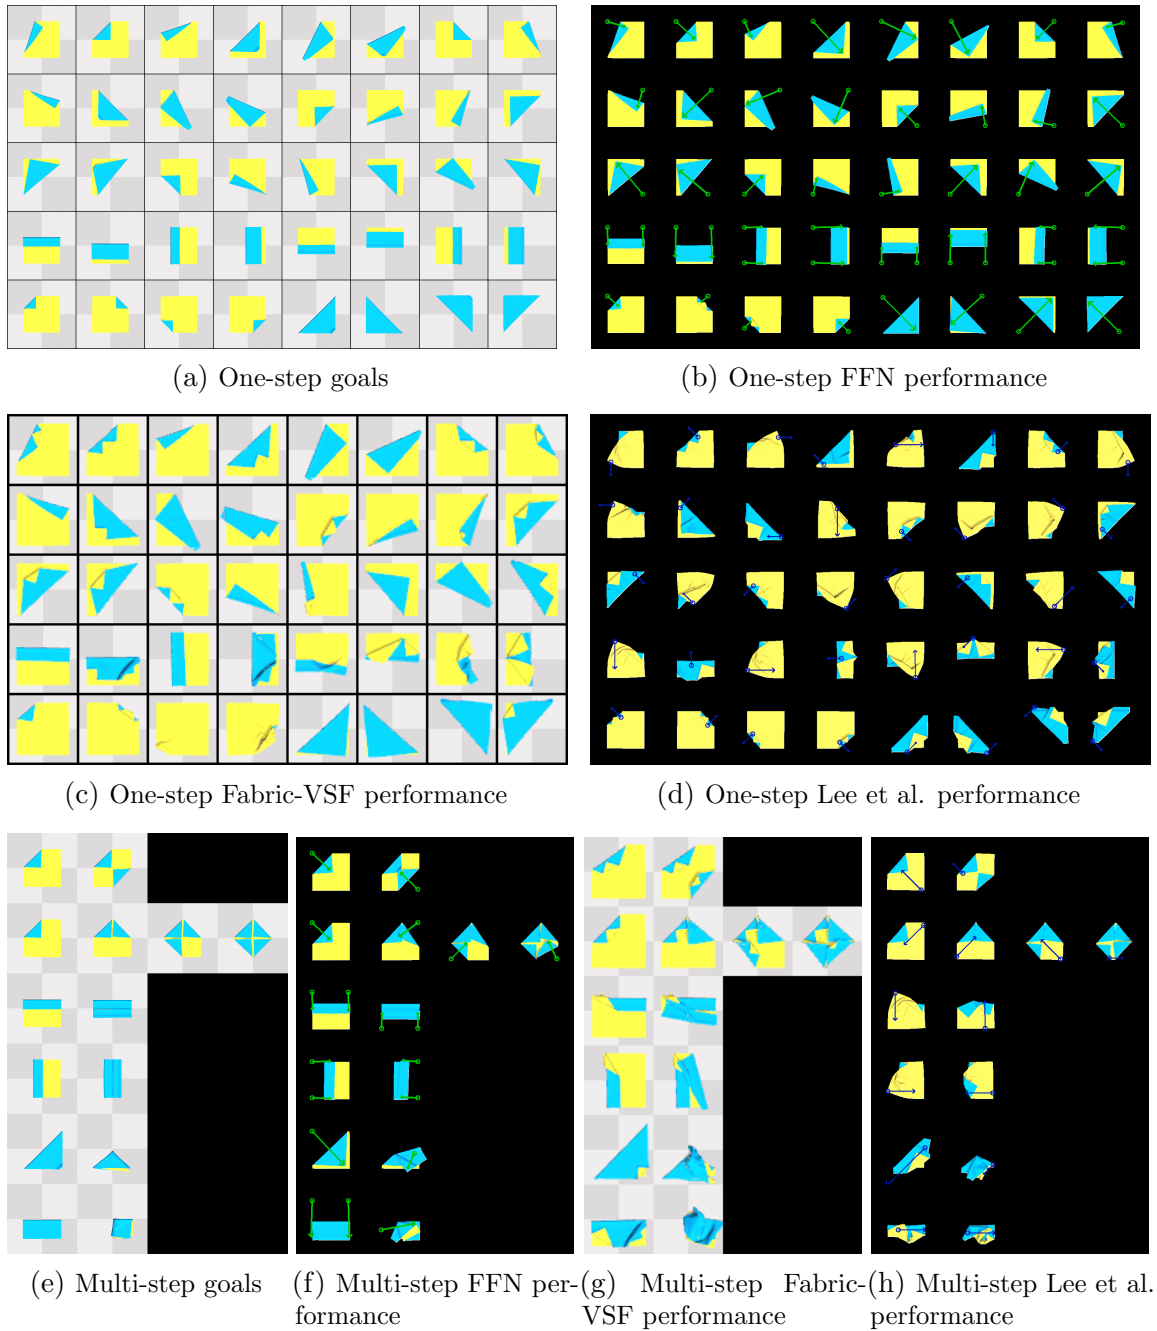 (a) One-step goals
(b) One-step FFN performance
(c) One-step Fabric-VSF performance
(d) One-step Lee et al. performance
(e) Multi-step goals
(f) Multi-step FFN per-
formance
(g) Multi-step Fabric-
VSF performance
(h) Multi-step Lee et al.
performance